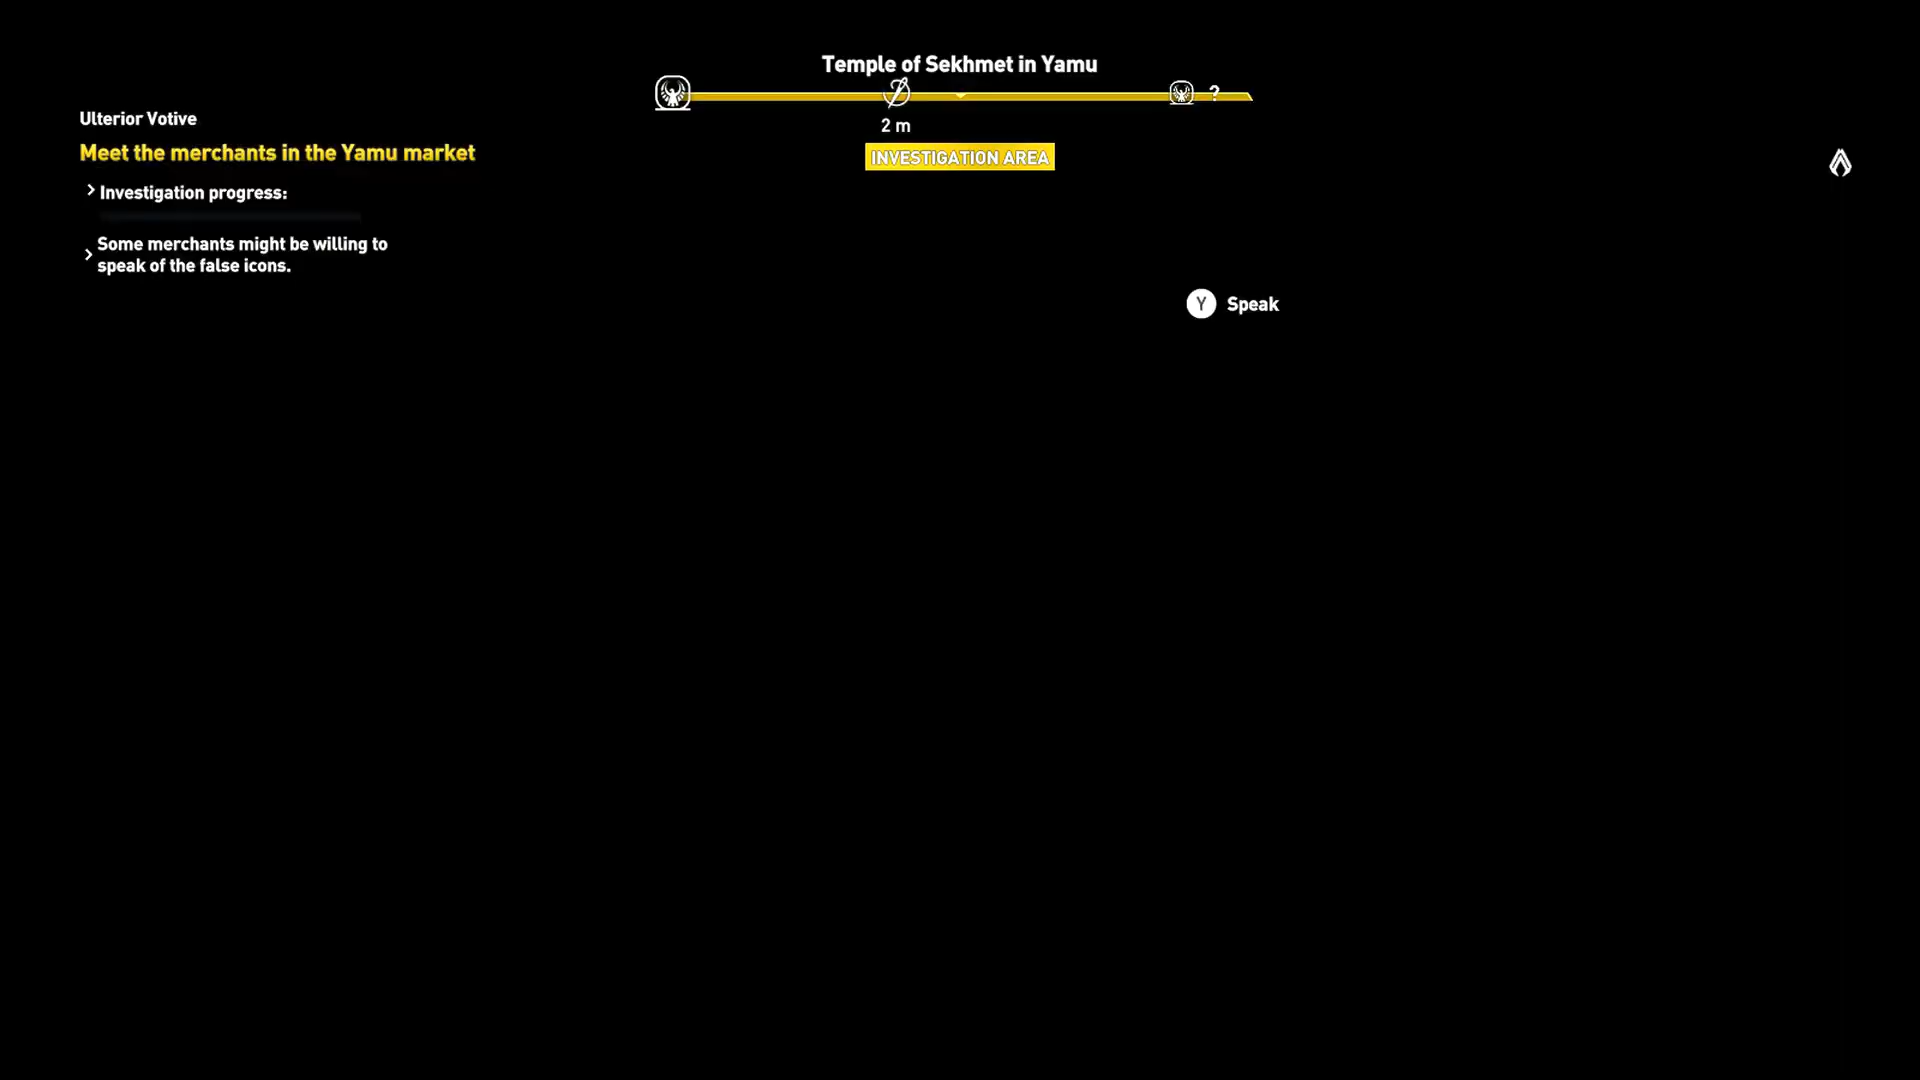 Temple of Sekhmet in Yamu
?
2 m
INVESTIGATION AREA
Ulterior Votive
Meet the merchants in the Yamu market
Investigation progress:
Some merchants might be willing to
speak of the false icons.
Y Speak